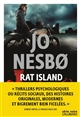 JO
NESBØ
RAT ISLAND
« THRILLERS PSYCHOLOGIQUES
OU RÉCITS SOCIAUX, DES HISTOIRES
ORIGINALES, MODERNES
ET BIGREMENT BIEN FICELÉES. »